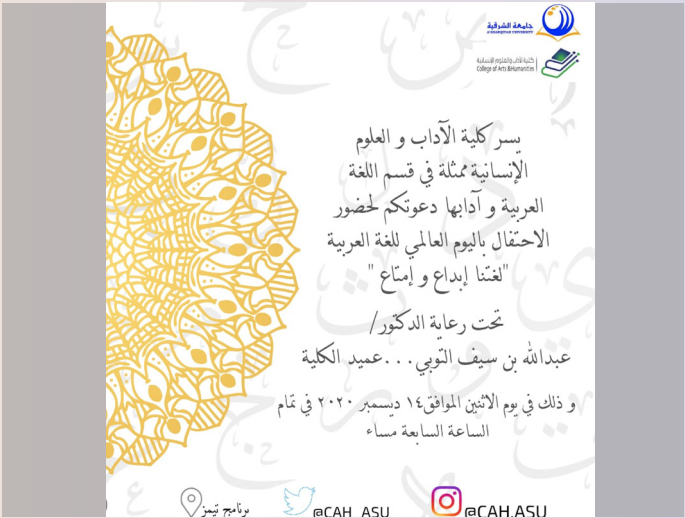 جامعة الشرقية
A'SHARQIYAH UNIVERSITY
كلية الآداب والعلوم الإنسانية
College of Arts &Humanities
يسر كلية الآداب و العلوم
الإنسانية ممثلة في قسم اللغة
العربية و آدابها دعوتكم لحضور
الاحتفال باليوم العالمي للغة العربية
"لغتنا إبداع و إمتاع "
تحت رعاية الدكتور/
عبدالله بن سيف التوبي...عميد الكلية
و ذلك في يوم الاثنين الموافق١٤ ديسمبر ٢٠٢٠ في تمام
الساعة السابعة مساء
برنامج تيمز @CAH_ASU @CAH.ASU